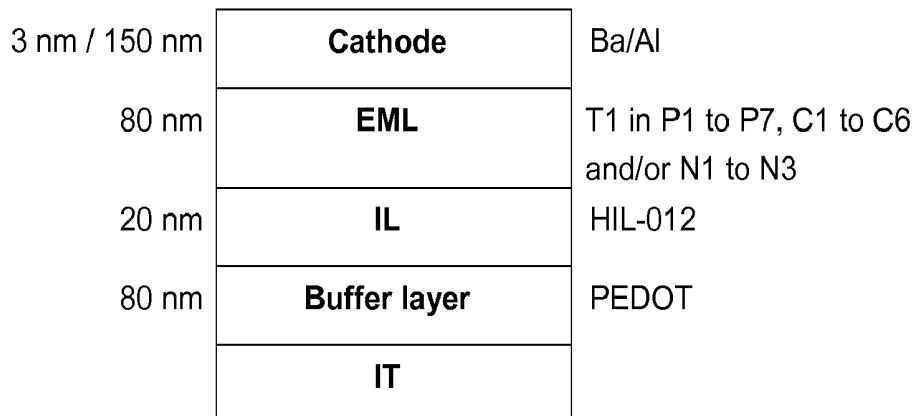 3 nm / 150 nm Cathode Ba/Al
80 nm EML T1 in P1 to P7, C1 to C6
and/or N1 to N3
20 nm IL HIL-012
80 nm Buffer layer PEDOT
IT